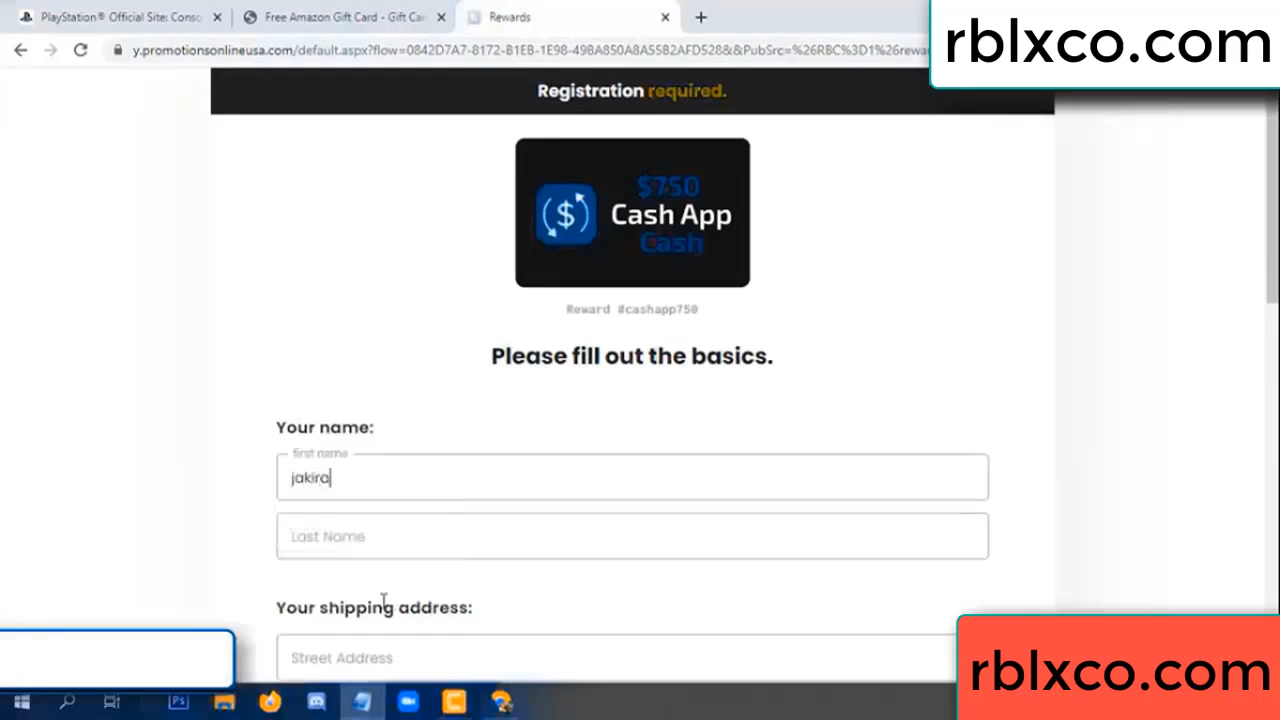 PlayStation® Official Site: Conso
Free Amazon Gift Card - Gift Car
Rewards
rblxco.com
y.promotionsonlineusa.com/default.aspx?flow=0842D7A7-8172-B1EB-1E98-49BA850A8A55B2AFD528&&PubSrc=%26RBC%3D1%26rewar
Registration required.
$750
Cash App
Cash
Reward #cashapp750
Please fill out the basics.
Your name:
first name
jakira
Last Name
Your shipping address:
Street Address
rblxco.com
Ps